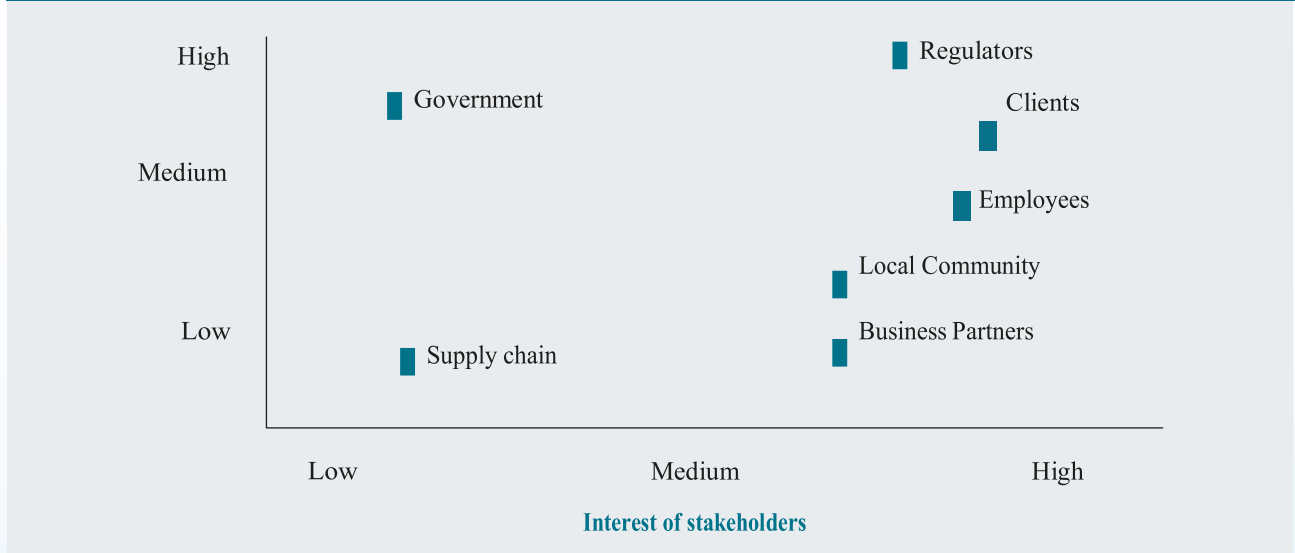 High
Regulators
Government
Clients
Medium
Employees
Local Community
Low
Business Partners
Supply chain
Low
Medium
High
Interest of stakeholders